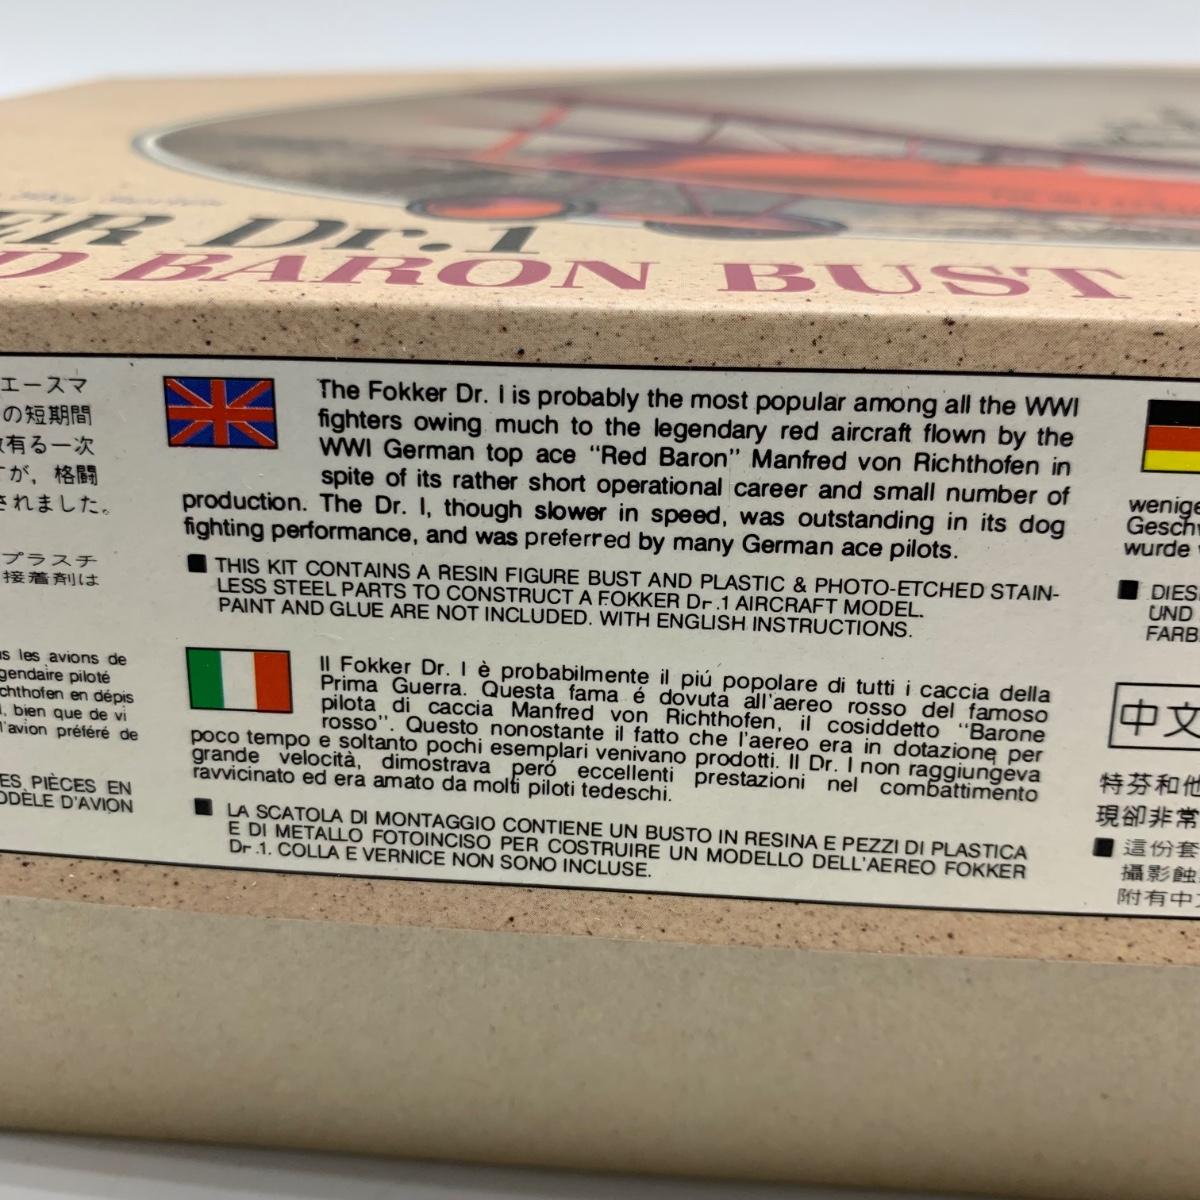 ER Dr.1
D BARON BUST
エースマ
の短期間
有る一次
が, 格闘
されました。
プラスチ
接着剤は
The Fokker Dr. I is probably the most popular among all the WWI
fighters owing much to the legendary red aircraft flown by the
WWI German top ace "Red Baron" Manfred von Richthofen in
spite of its rather short operational career and small number of
production. The Dr. I, though slower in speed, was outstanding in its dog
fighting performance, and was preferred by many German ace pilots.
■ THIS KIT CONTAINS A RESIN FIGURE BUST AND PLASTIC & PHOTO-ETCHED STAIN-
LESS STEEL PARTS TO CONSTRUCT A FOKKER Dr.1 AIRCRAFT MODEL.
PAINT AND GLUE ARE NOT INCLUDED. WITH ENGLISH INSTRUCTIONS.
les avions de
gendaire piloté
chthofen en dépis
bien que de vi
l'avion préféré de
ES PIÈCES EN
ODÈLE D'AVION
Il Fokker Dr. I è probabilmente il piú popolare di tutti i caccia della
Prima Guerra. Questa fama é dovuta all'aereo rosso del famoso
pilota di caccia Manfred von Richthofen, il cosiddetto "Barone
rosso". Questo nonostante il fatto che l'aereo era in dotazione per
poco tempo e soltanto pochi esemplari venivano prodotti. Il Dr. I non raggiungeva
grande velocità, dimostrava peró eccellenti prestazioni nel combattimento
ravvicinato ed era amato da molti piloti tedeschi.
■ LA SCATOLA DI MONTAGGIO CONTIENE UN BUSTO IN RESINA E PEZZI DI PLASTICA
E DI METALLO FOTOINCISO PER COSTRUIRE UN MODELLO DELL'AEREO FOKKER
Dr.1. COLLA E VERNICE NON SONO INCLUSE.
wenige
Geschw
wurde
■ DIES
UND
FARB
中文
特芬和他
現卻非常
■ 這份套
攝影蝕
附有中文